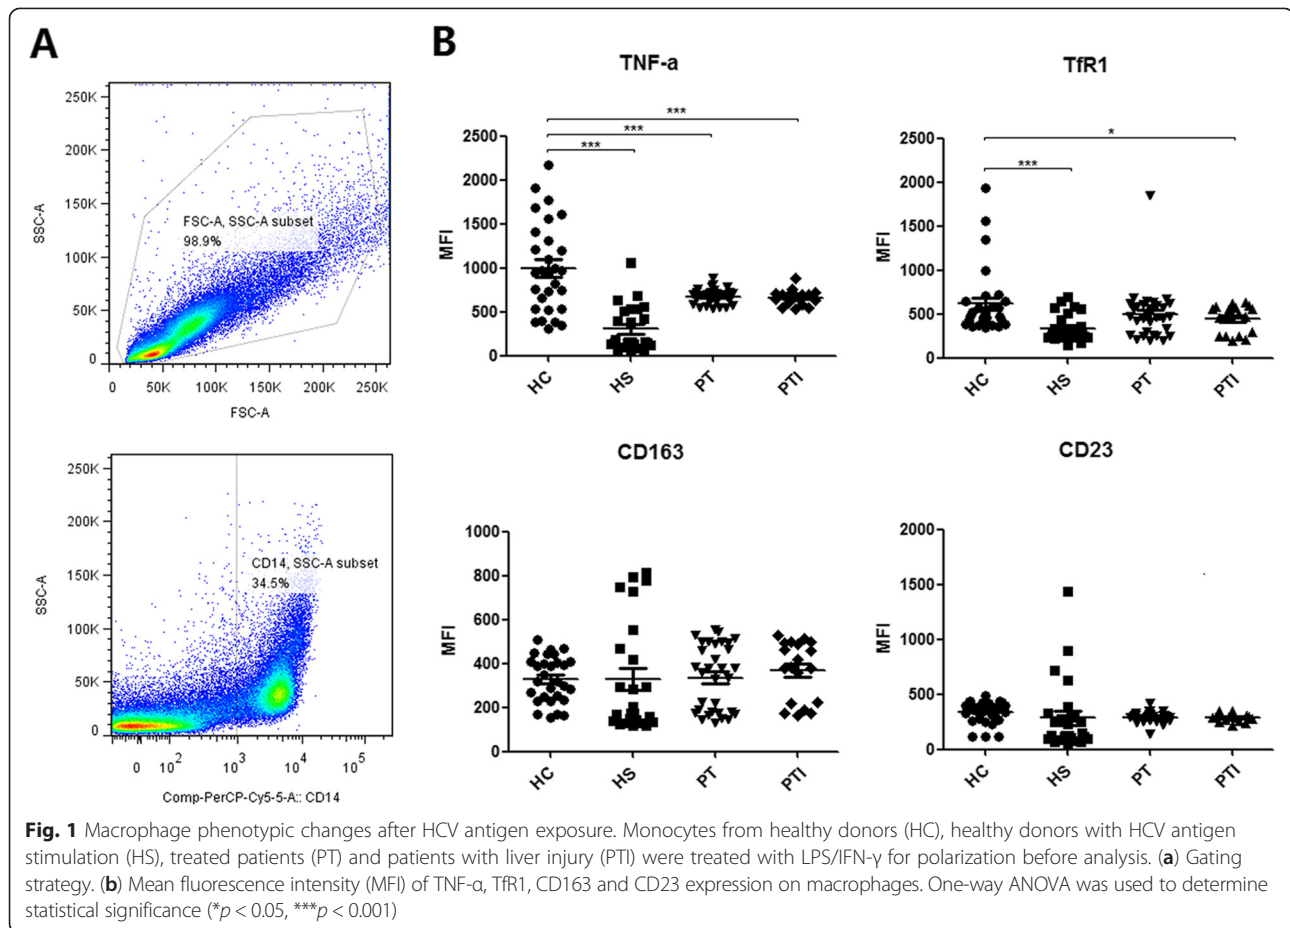 A
250K
200K
150K
100K
50K
0
SSC-A
FSC-A, SSC-A subset
98.9%
0 50K 100K 150K 200K 250K
FSC-A
250K
200K
150K
100K
50K
0
SSC-A
CD14, SSC-A subset
34.5%
0 10^2 10^3 10^4 10^5
Comp-PerCP-Cy5-5-A:: CD14
B
TNF-a
***
***
***
2500
2000
1500
1000
500
0
MFI
HC HS PT PTI
TfR1
*
***
2500
2000
1500
1000
500
0
MFI
HC HS PT PTI
CD163
1000
800
600
400
200
0
MFI
HC HS PT PTI
CD23
2000
1500
1000
500
0
MFI
HC HS PT PTI
Fig. 1 Macrophage phenotypic changes after HCV antigen exposure. Monocytes from healthy donors (HC), healthy donors with HCV antigen
stimulation (HS), treated patients (PT) and patients with liver injury (PTI) were treated with LPS/IFN-γ for polarization before analysis. (a) Gating
strategy. (b) Mean fluorescence intensity (MFI) of TNF-α, TfR1, CD163 and CD23 expression on macrophages. One-way ANOVA was used to determine
statistical significance (*p < 0.05, ***p < 0.001)